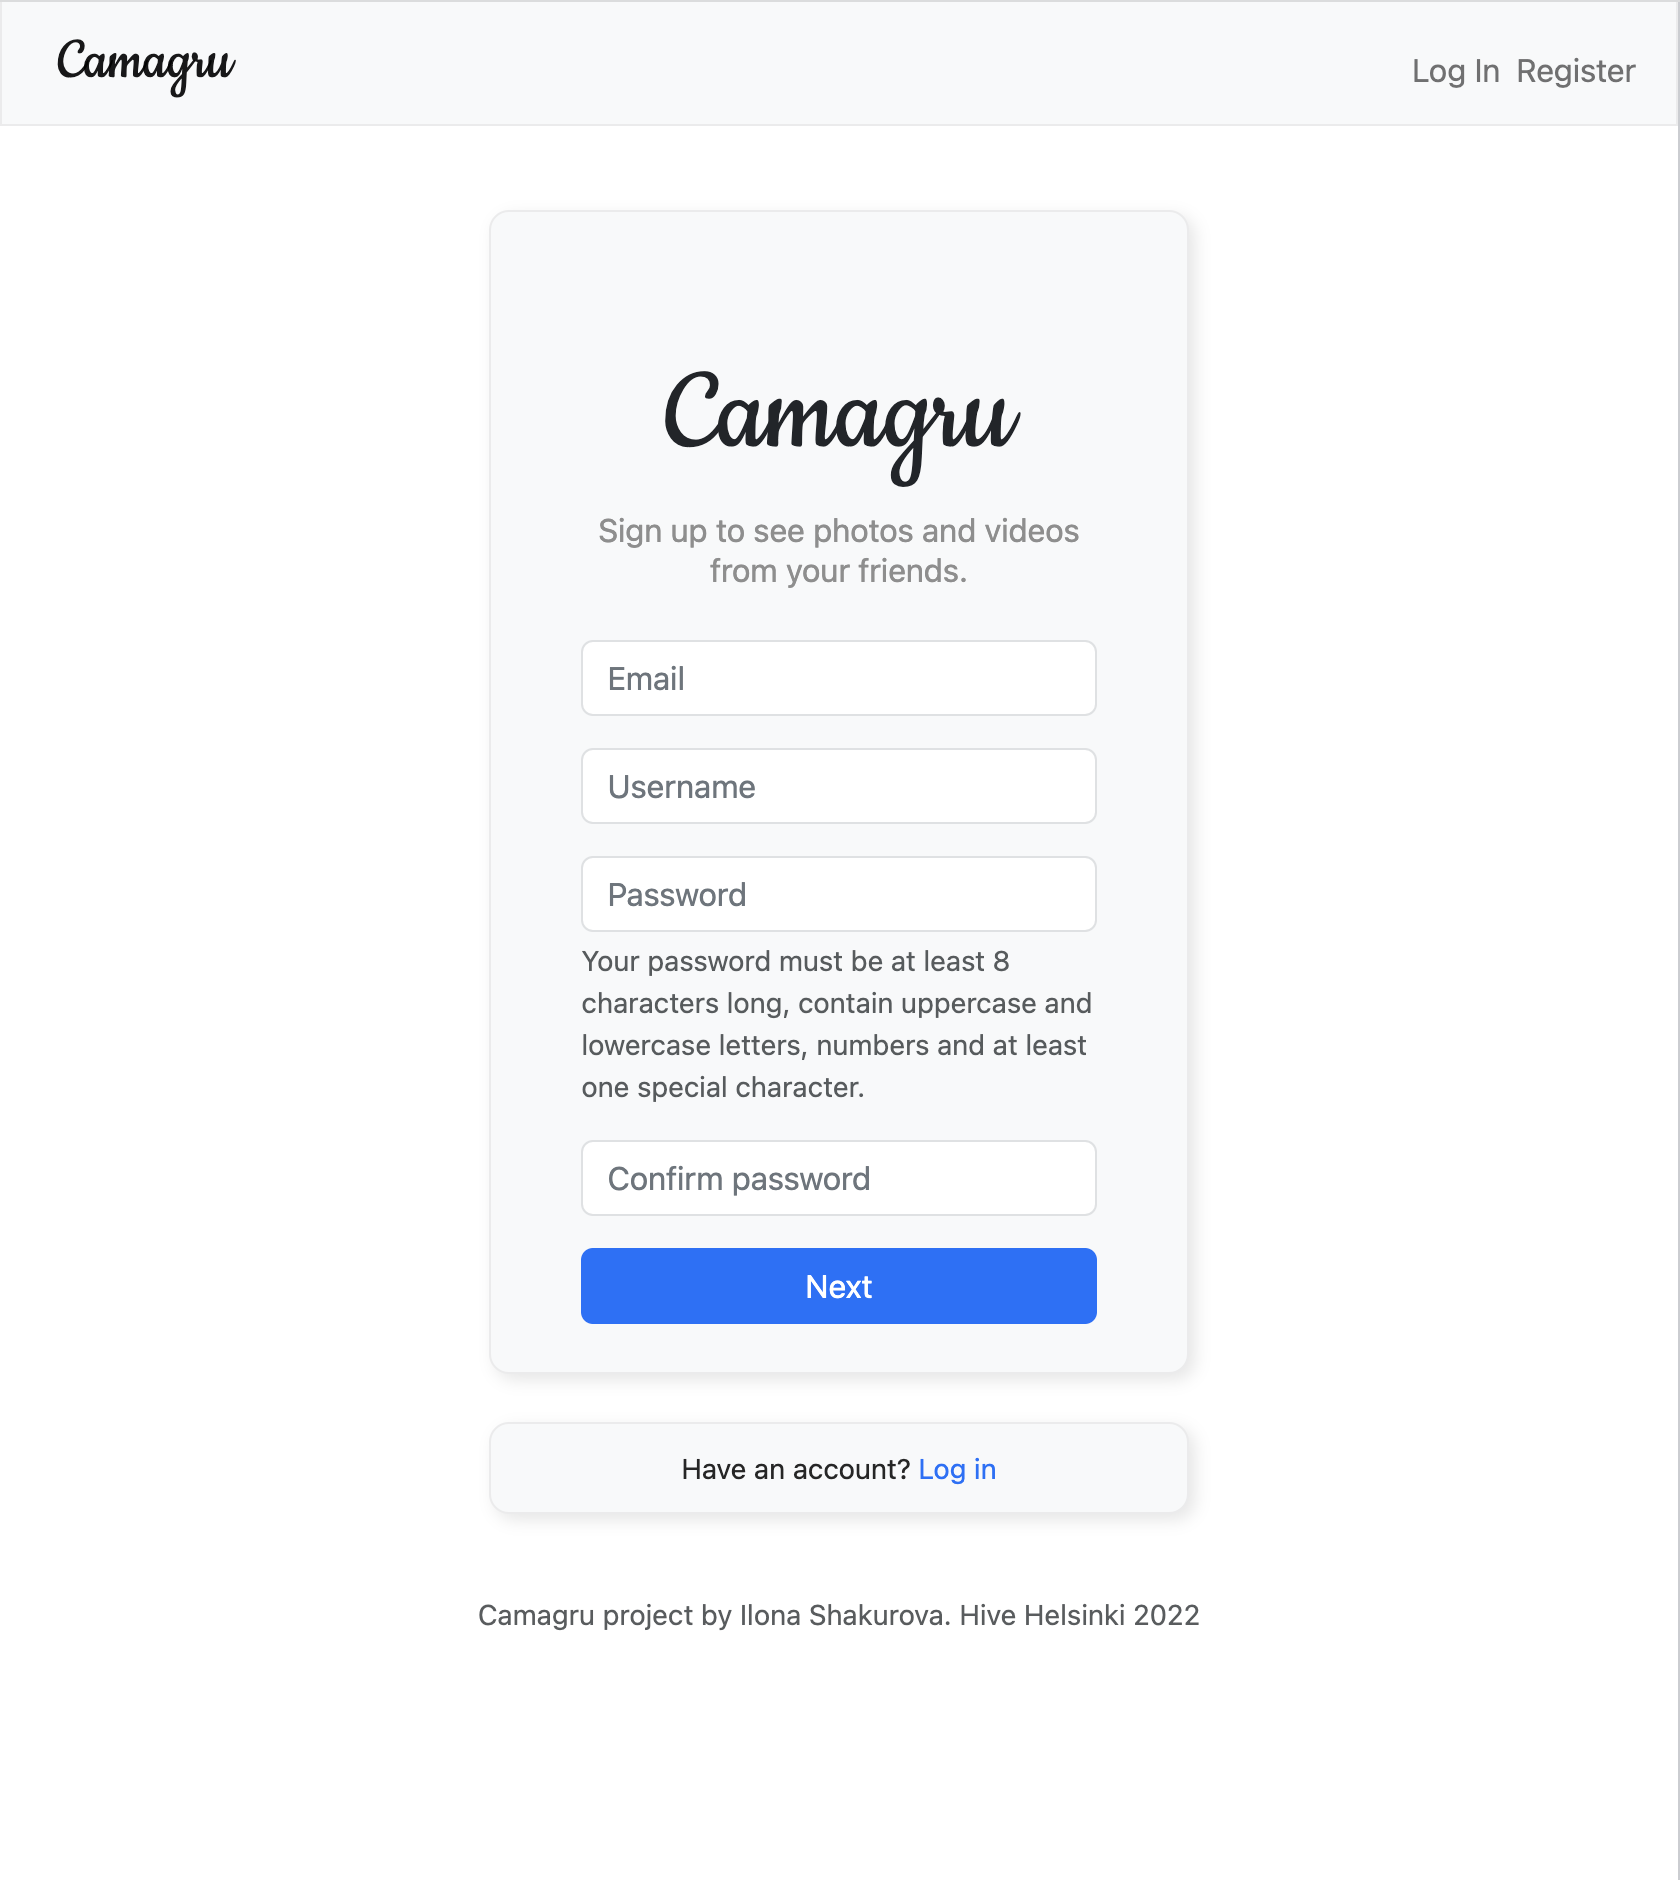 Camagru
Log In Register
Camagru
Sign up to see photos and videos
from your friends.
Email
Username
Password
Your password must be at least 8
characters long, contain uppercase and
lowercase letters, numbers and at least
one special character.
Confirm password
Next
Have an account? Log in
Camagru project by Ilona Shakurova. Hive Helsinki 2022